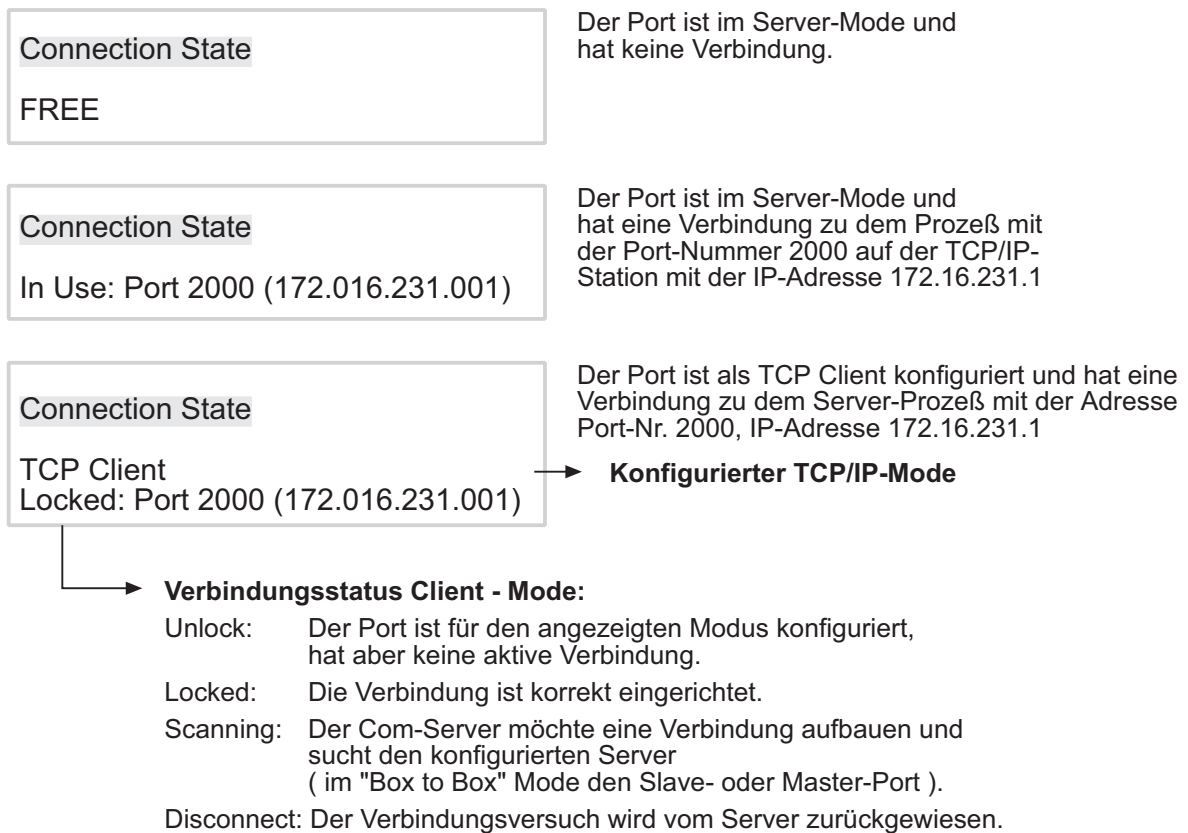 Connection State
FREE
Der Port ist im Server-Mode und
hat keine Verbindung.
Connection State
In Use: Port 2000 (172.016.231.001)
Der Port ist im Server-Mode und
hat eine Verbindung zu dem Prozeß mit
der Port-Nummer 2000 auf der TCP/IP-
Station mit der IP-Adresse 172.16.231.1
Connection State
TCP Client
Locked: Port 2000 (172.016.231.001)
Der Port ist als TCP Client konfiguriert und hat eine
Verbindung zu dem Server-Prozeß mit der Adresse
Port-Nr. 2000, IP-Adresse 172.16.231.1
Konfigurierter TCP/IP-Mode
Verbindungsstatus Client - Mode:
Unlock: Der Port ist für den angezeigten Modus konfiguriert,
hat aber keine aktive Verbindung.
Locked: Die Verbindung ist korrekt eingerichtet.
Scanning: Der Com-Server möchte eine Verbindung aufbauen und
sucht den konfigurierten Server
( im "Box to Box" Mode den Slave- oder Master-Port ).
Disconnect: Der Verbindungsversuch wird vom Server zurückgewiesen.